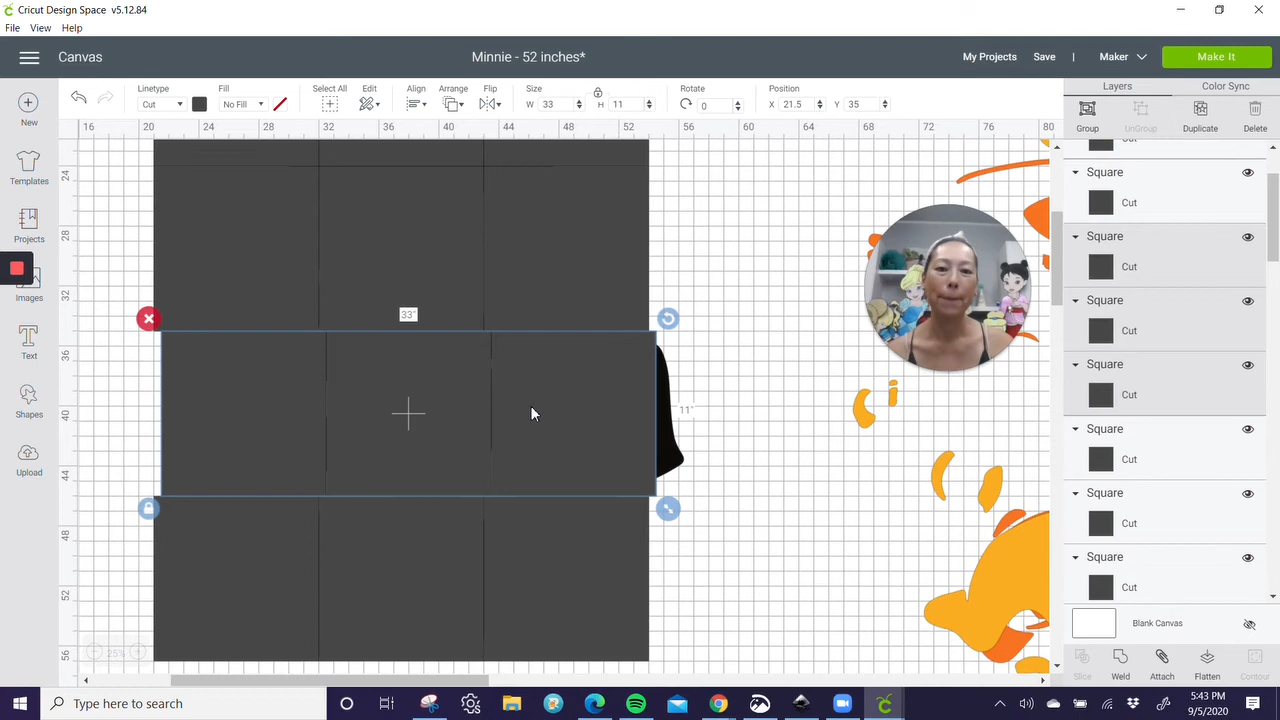 Cricut Design Space v5.12.84
File View Help
Canvas
Minnie - 52 inches*
My Projects Save | Maker Make It
Linetype Fill Select All Edit Align Arrange Flip Size Rotate Position
Cut No Fill W 33 H 11 0 X 21.5 Y 35
Layers Color Sync
Group UnGroup Duplicate Delete
16 20 24 28 32 36 40 44 48 52 56 60 64 68 72 76 80
24
28
32
36
40
44
48
52
56
New
Templates
Projects
Images
Text
Shapes
Upload
33"
11"
25%
Cut
Square
Cut
Square
Cut
Square
Cut
Square
Cut
Square
Cut
Square
Cut
Square
Cut
Blank Canvas
Slice Weld Attach Flatten Contour
Type here to search
5:43 PM
9/5/2020